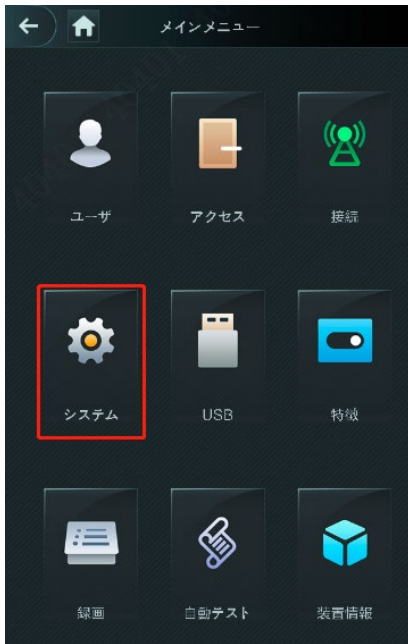 メインメニュー
ユーザ
アクセス
接続
システム
USB
特徴
録画
自動テスト
装置情報